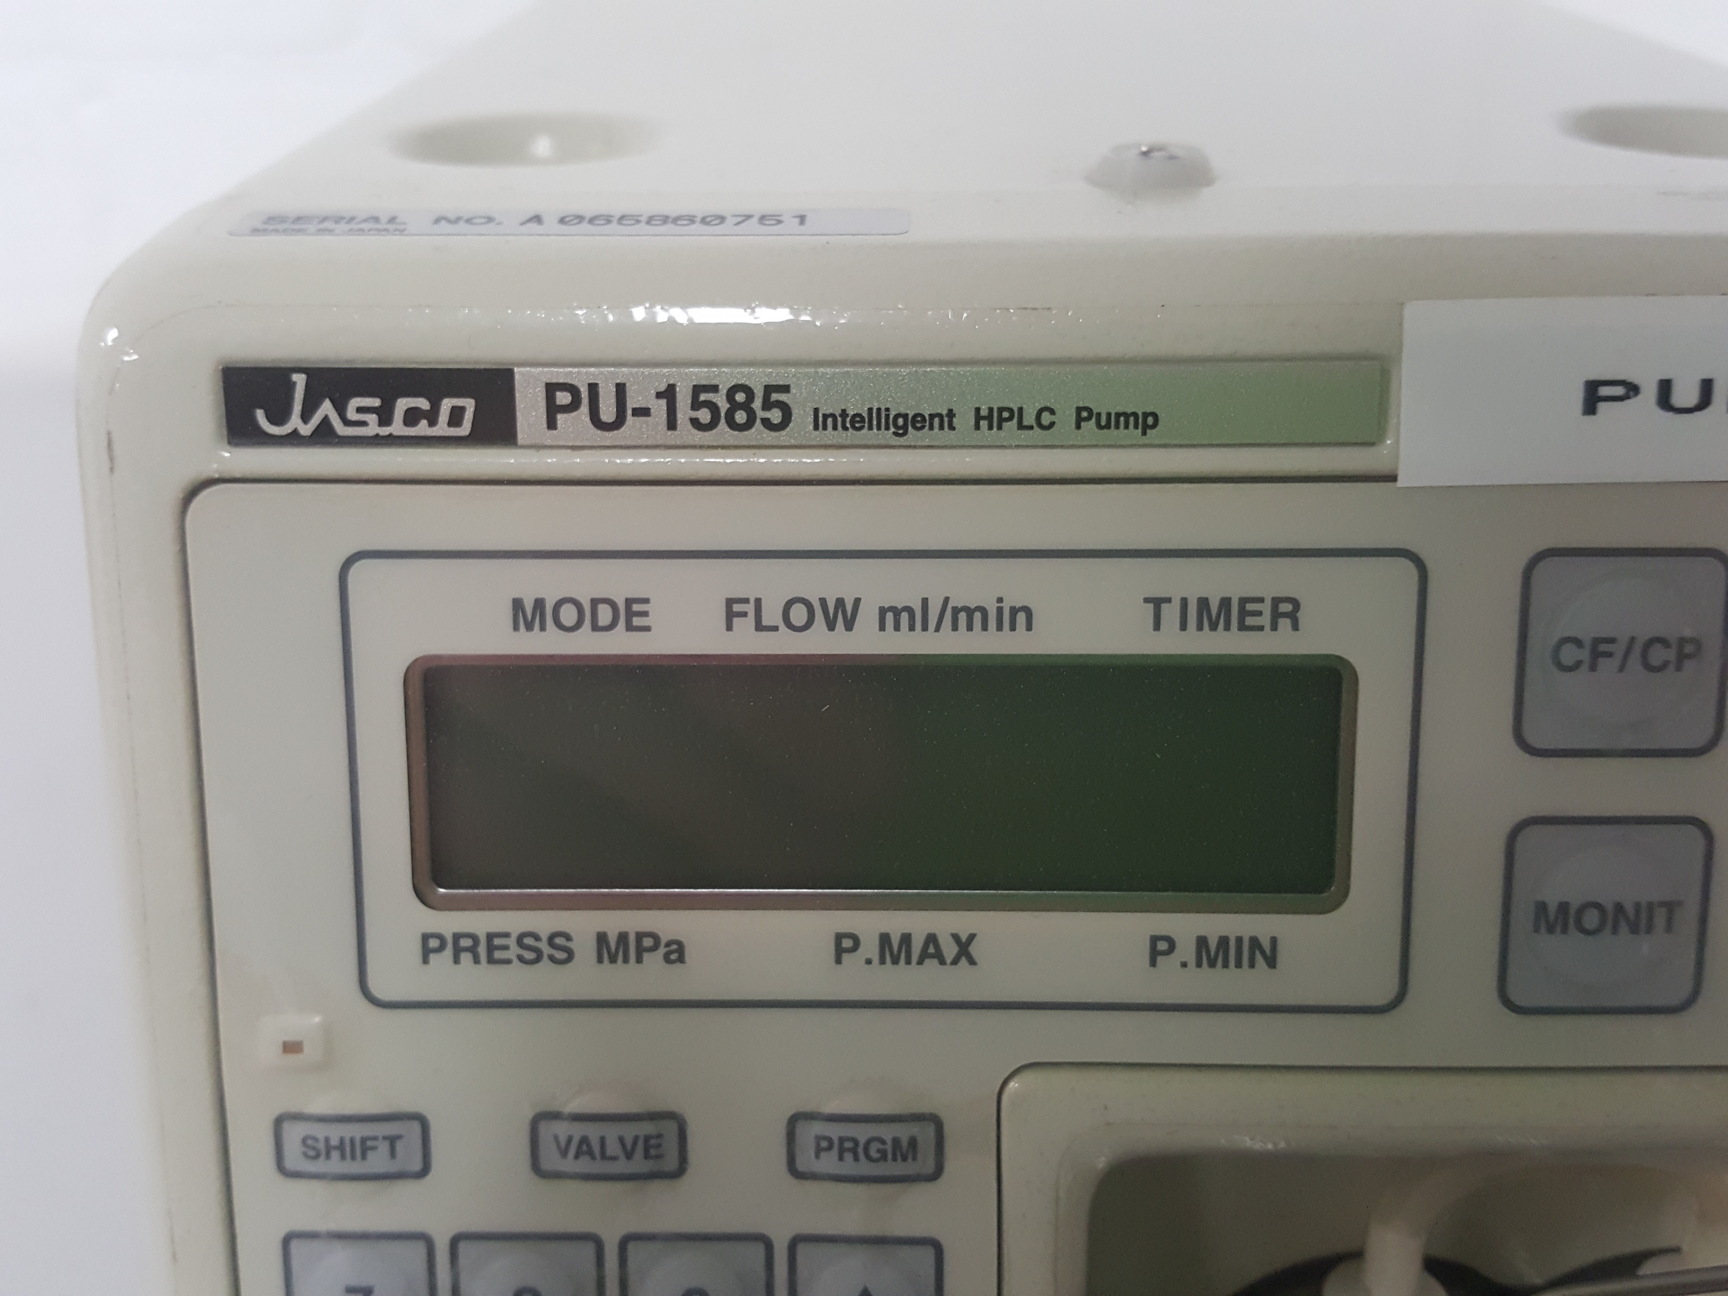 SERIAL NO. A065860751
MADE IN JAPAN
JASCO PU-1585 Intelligent HPLC Pump
PU
MODE FLOW ml/min TIMER
CF/CP
MONIT
PRESS MPa P.MAX P.MIN
SHIFT VALVE PRGM